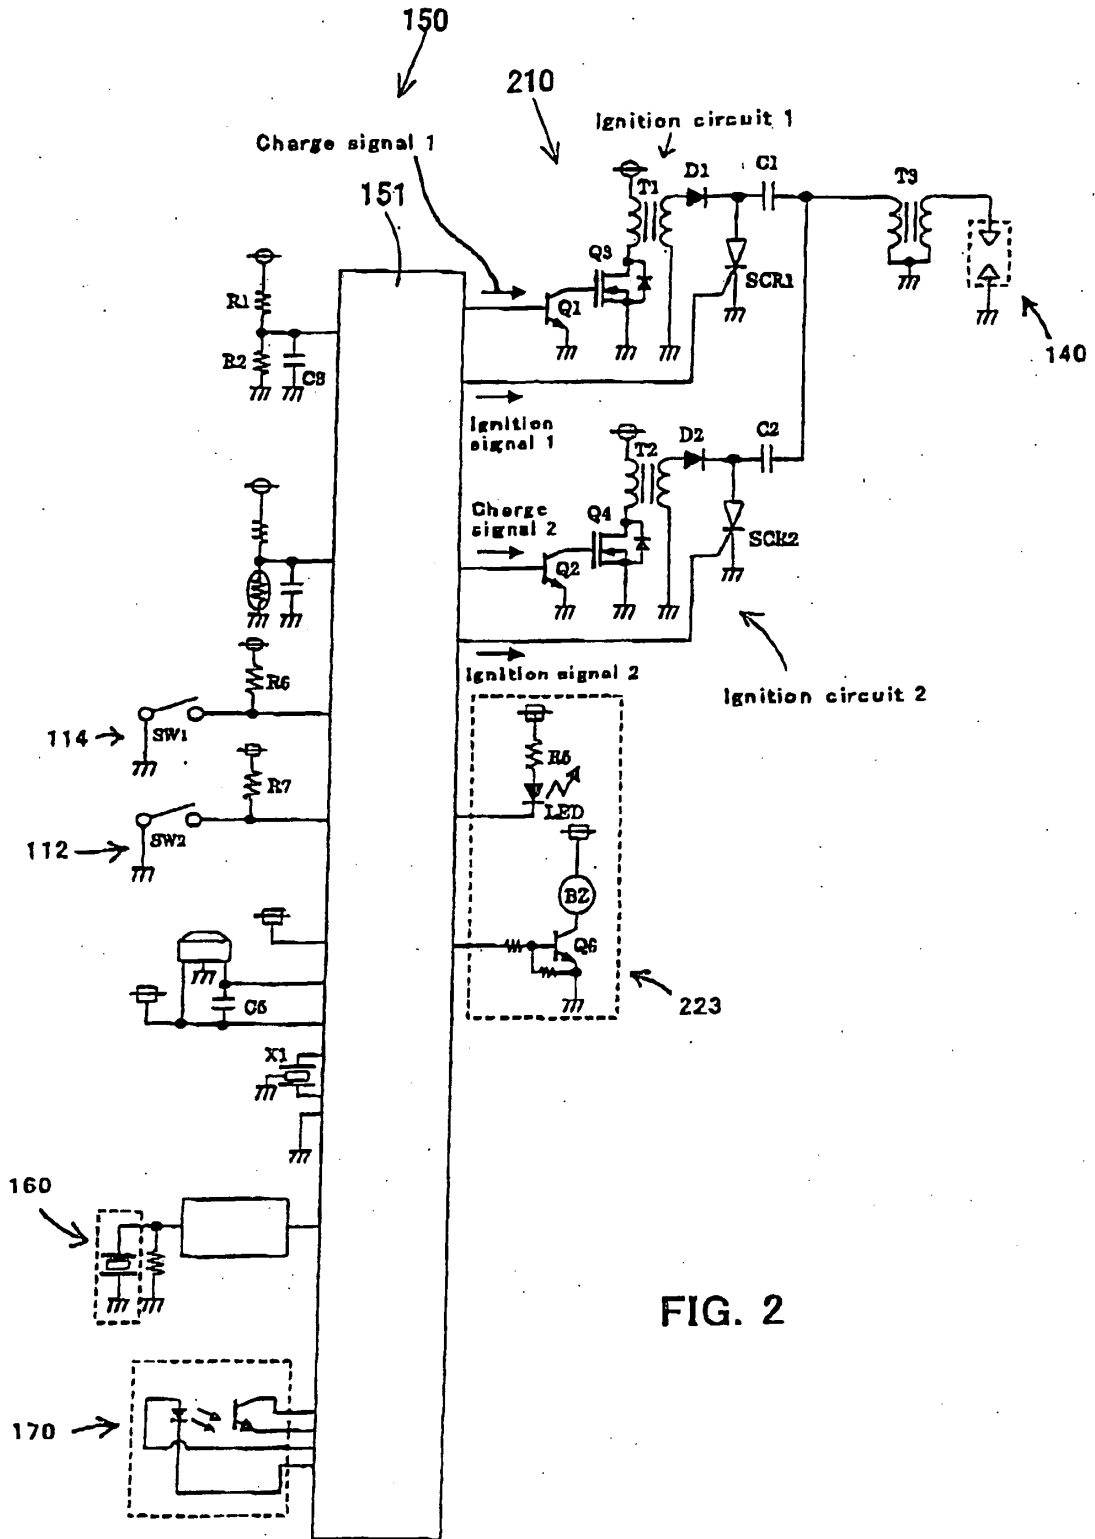 150
210
Ignition circuit 1
Charge signal 1
D1
C1
T1
T3
151
Q3
SCR1
R1
Q1
R2
C3
140
Ignition
signal 1
D2
C2
T2
Charge
signal 2
Q4
SCR2
Q2
Ignition signal 2
R6
Ignition circuit 2
114
SW1
R5
R7
LED
112
SW2
BZ
Q6
C5
223
X1
160
FIG. 2
170